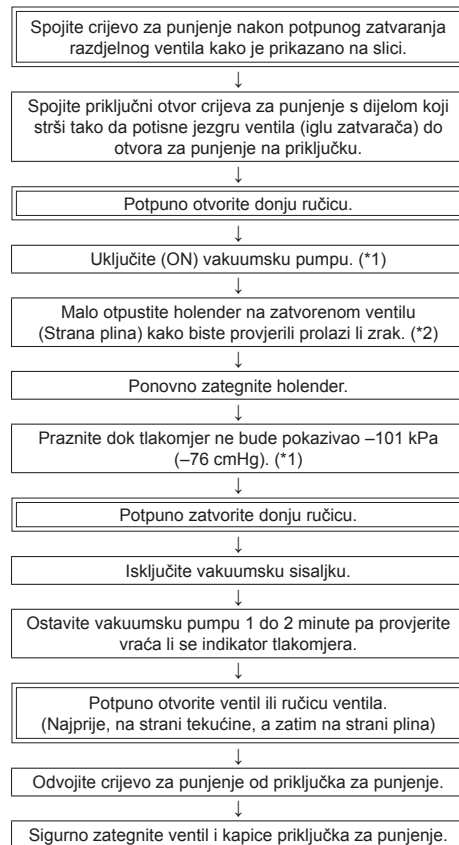 Spojite crijevo za punjenje nakon potpunog zatvaranja
razdjelnog ventila kako je prikazano na slici.
↓
Spojite priključni otvor crijeva za punjenje s dijelom koji
strši tako da potisne jezgru ventila (iglu zatvarača) do
otvora za punjenje na priključku.
↓
Potpuno otvorite donju ručicu.
↓
Uključite (ON) vakuumsku pumpu. (*1)
↓
Malo otpustite holender na zatvorenom ventilu
(Strana plina) kako biste provjerili prolazi li zrak. (*2)
↓
Ponovno zategnite holender.
↓
Praznite dok tlakomjer ne bude pokazivao –101 kPa
(–76 cmHg). (*1)
↓
Potpuno zatvorite donju ručicu.
↓
Isključite vakuumsku sisaljku.
↓
Ostavite vakuumsku pumpu 1 do 2 minute pa provjerite
vraća li se indikator tlakomjera.
↓
Potpuno otvorite ventil ili ručicu ventila.
(Najprije, na strani tekućine, a zatim na strani plina)
↓
Odvojite crijevo za punjenje od priključka za punjenje.
↓
Sigurno zategnite ventil i kapice priključka za punjenje.